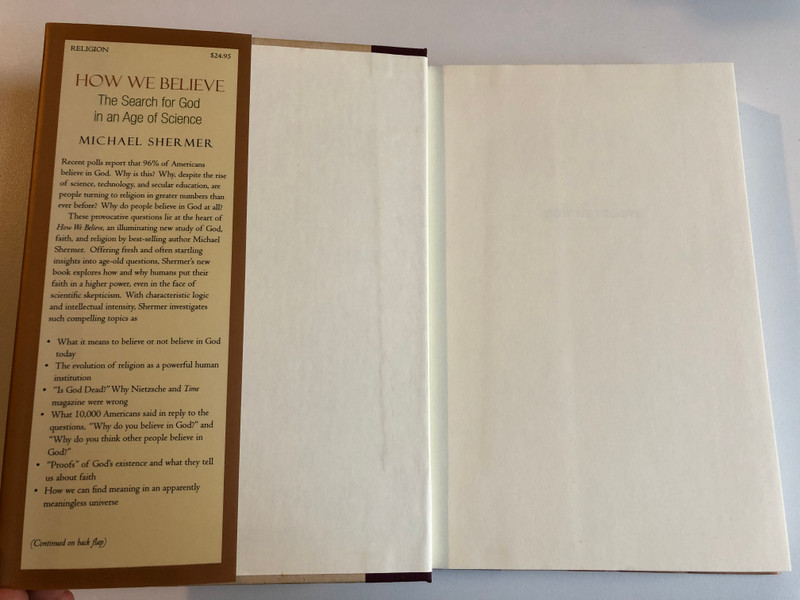 RELIGION
$24.95
HOW WE BELIEVE
The Search for God
in an Age of Science
MICHAEL SHERMER
Recent polls report that 96% of Americans
believe in God. Why is this? Why, despite the rise
of science, technology, and secular education, are
people turning to religion in greater numbers than
ever before? Why do people believe in God at all?
These provocative questions lie at the heart of
How We Believe, an illuminating new study of God,
faith, and religion by best-selling author Michael
Shermer. Offering fresh and often startling
insights into age-old questions, Shermer's new
book explores how and why humans put their
faith in a higher power, even in the face of
scientific skepticism. With characteristic logic
and intellectual intensity, Shermer investigates
such compelling topics as
• What it means to believe or not believe in God
today
• The evolution of religion as a powerful human
institution
• "Is God Dead?" Why Nietzsche and Time
magazine were wrong
• What 10,000 Americans said in reply to the
questions, "Why do you believe in God?" and
"Why do you think other people believe in
God?"
• "Proofs" of God's existence and what they tell
us about faith
• How we can find meaning in an apparently
meaningless universe
(Continued on back flap)